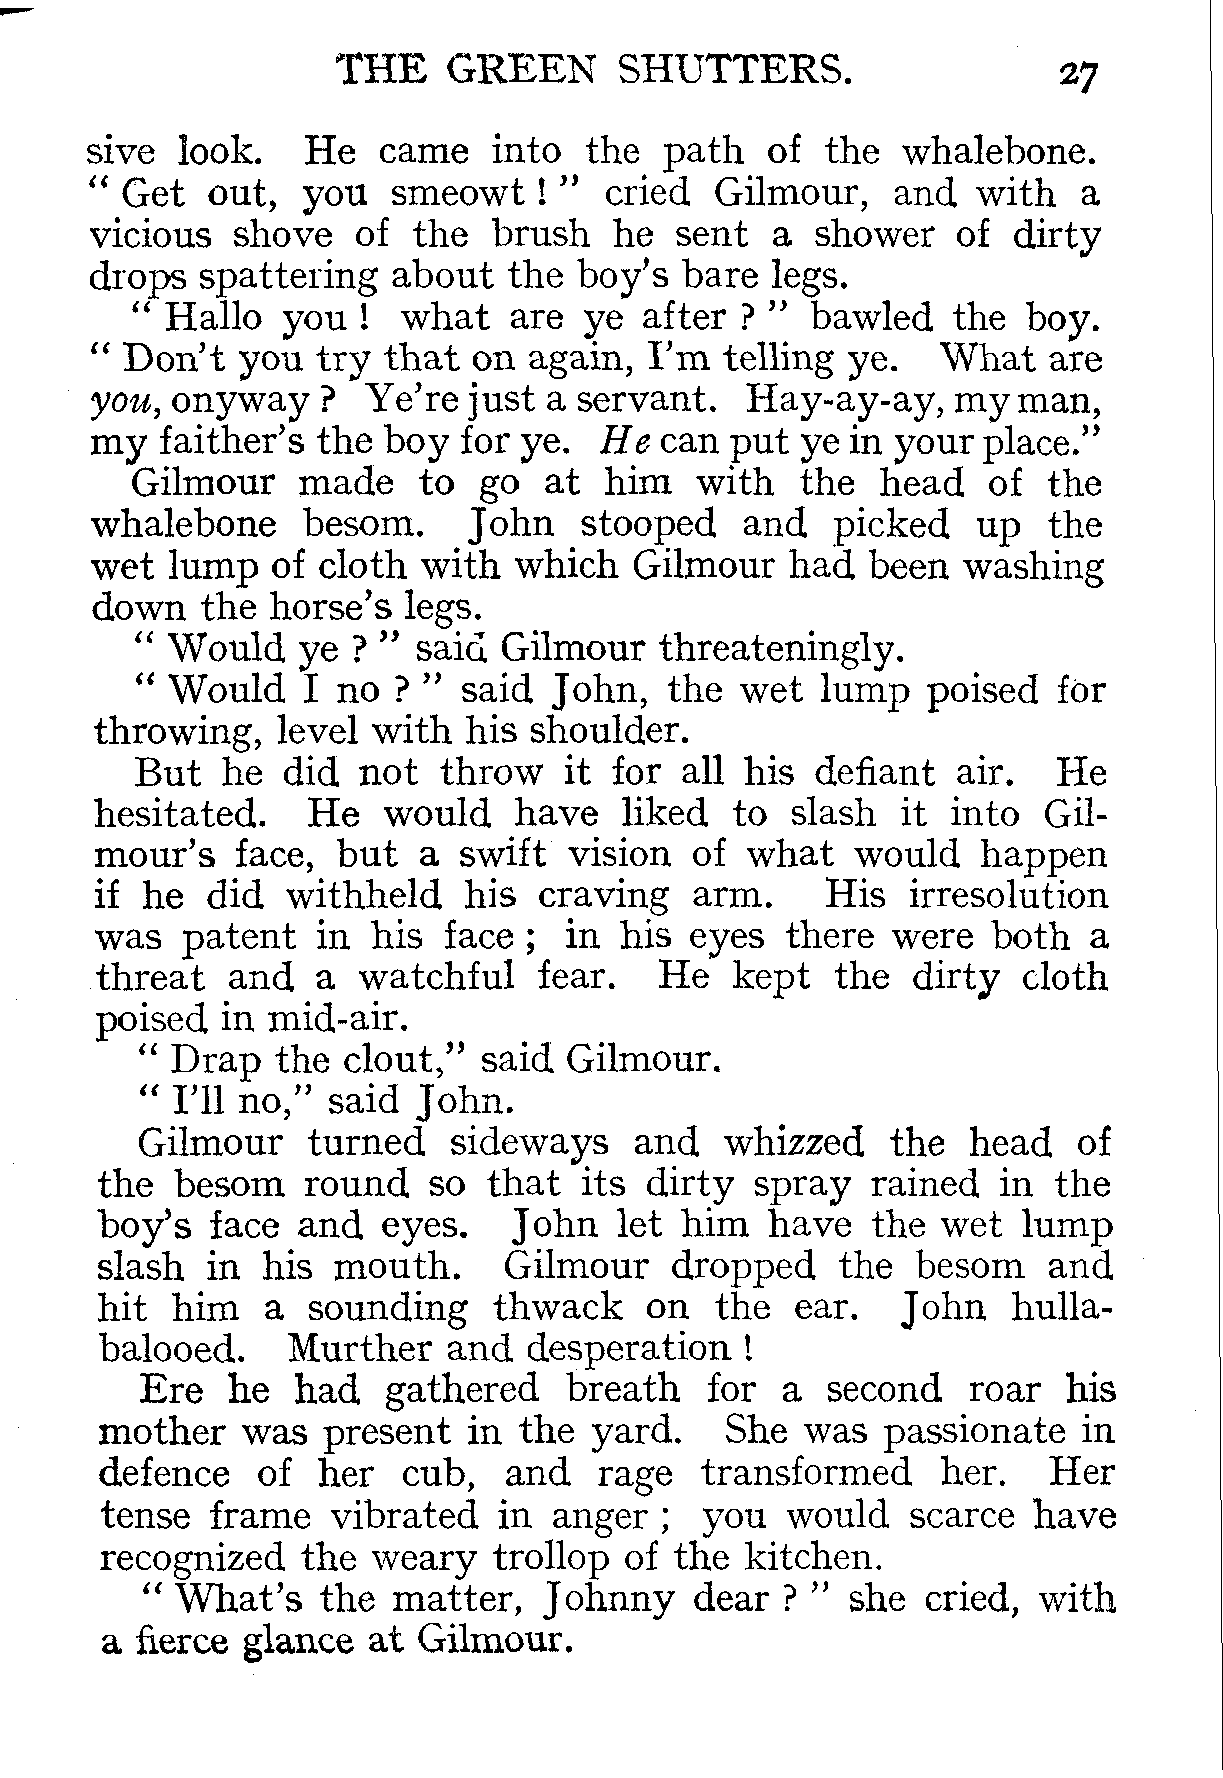 THE GREEN SHUTTERS. 27
sive look. He came into the path of the whalebone.
“ Get out, you smeowt ! ” cried Gilmour, and with a
vicious shove of the brush he sent a shower of dirty
drops spattering about the boy’s bare legs.
“ Hallo you ! what are ye after ? ” bawled the boy.
“ Don’t you try that on again, I’m telling ye. What are
you, onyway ? Ye’re just a servant. Hay-ay-ay, my man,
my faither’s the boy for ye. He can put ye in your place.”
Gilmour made to go at him with the head of the
whalebone besom. John stooped and picked up the
wet lump of cloth with which Gilmour had been washing
down the horse’s legs.
“ Would ye ? ” said Gilmour threateningly.
“ Would I no ? ” said John, the wet lump poised for
throwing, level with his shoulder.
But he did not throw it for all his defiant air. He
hesitated. He would have liked to slash it into Gil-
mour’s face, but a swift vision of what would happen
if he did withheld his craving arm. His irresolution
was patent in his face ; in his eyes there were both a
threat and a watchful fear. He kept the dirty cloth
poised in mid-air.
“ Drap the clout,” said Gilmour.
“ I’ll no,” said John.
Gilmour turned sideways and whizzed the head of
the besom round so that its dirty spray rained in the
boy’s face and eyes. John let him have the wet lump
slash in his mouth. Gilmour dropped the besom and
hit him a sounding thwack on the ear. John hulla-
balooed. Murther and desperation !
Ere he had gathered breath for a second roar his
mother was present in the yard. She was passionate in
defence of her cub, and rage transformed her. Her
tense frame vibrated in anger ; you would scarce have
recognized the weary trollop of the kitchen.
“ What’s the matter, Johnny dear ? ” she cried, with
a fierce glance at Gilmour.